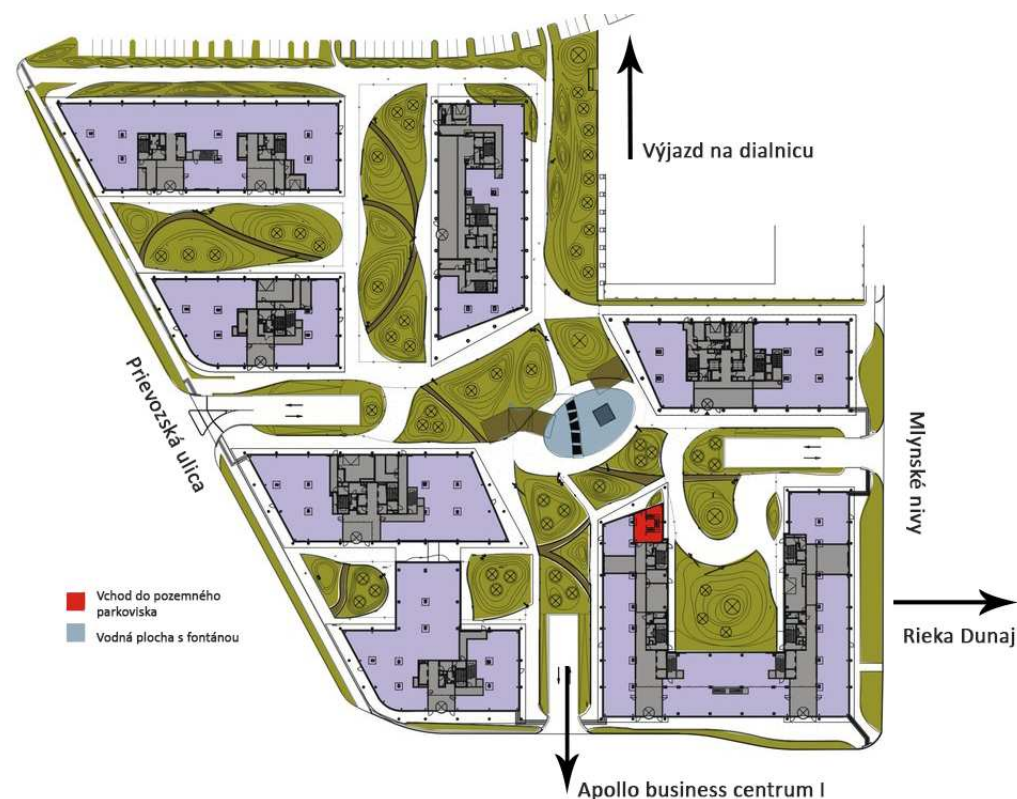 Výjazd na dialnicu
Prievozská ulica
Mlynské nivy
Vchod do pozemného
parkoviska
Vodná plocha s fontánou
Rieka Dunaj
Apollo business centrum I